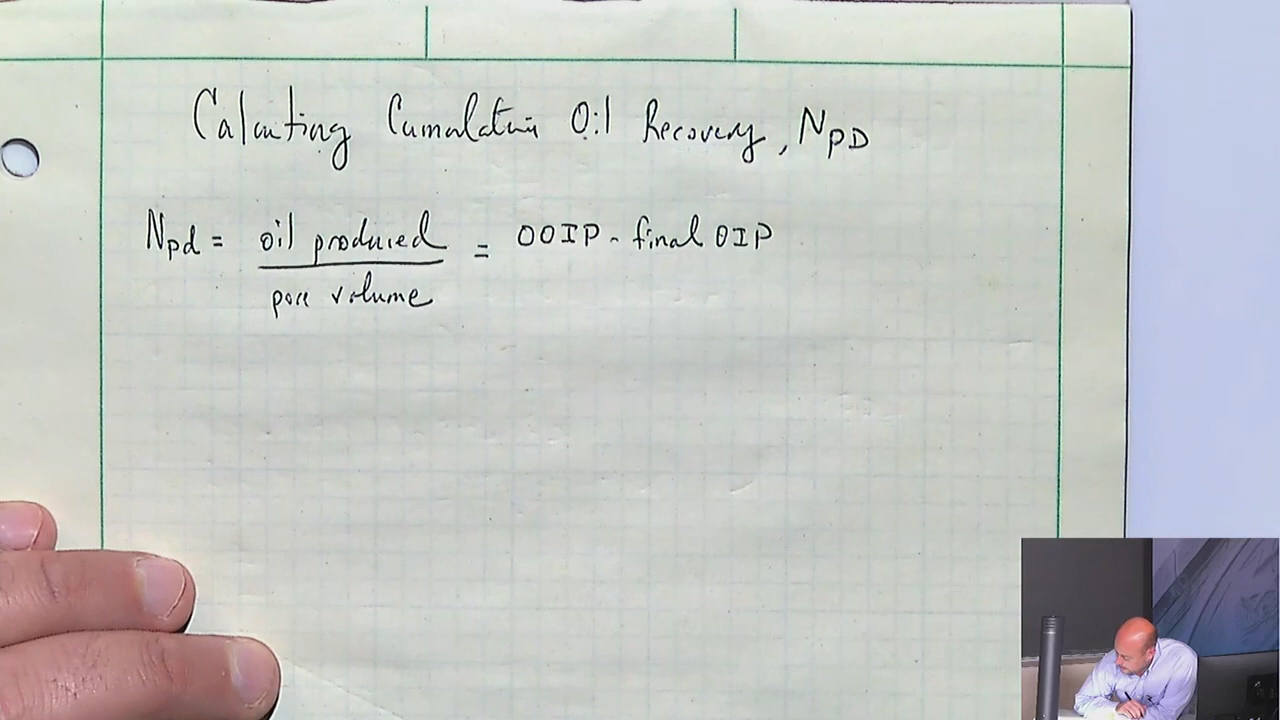 Calculating Cumulative Oil Recovery, NPD
Npd = oil produced / pore volume = OOIP - final OIP